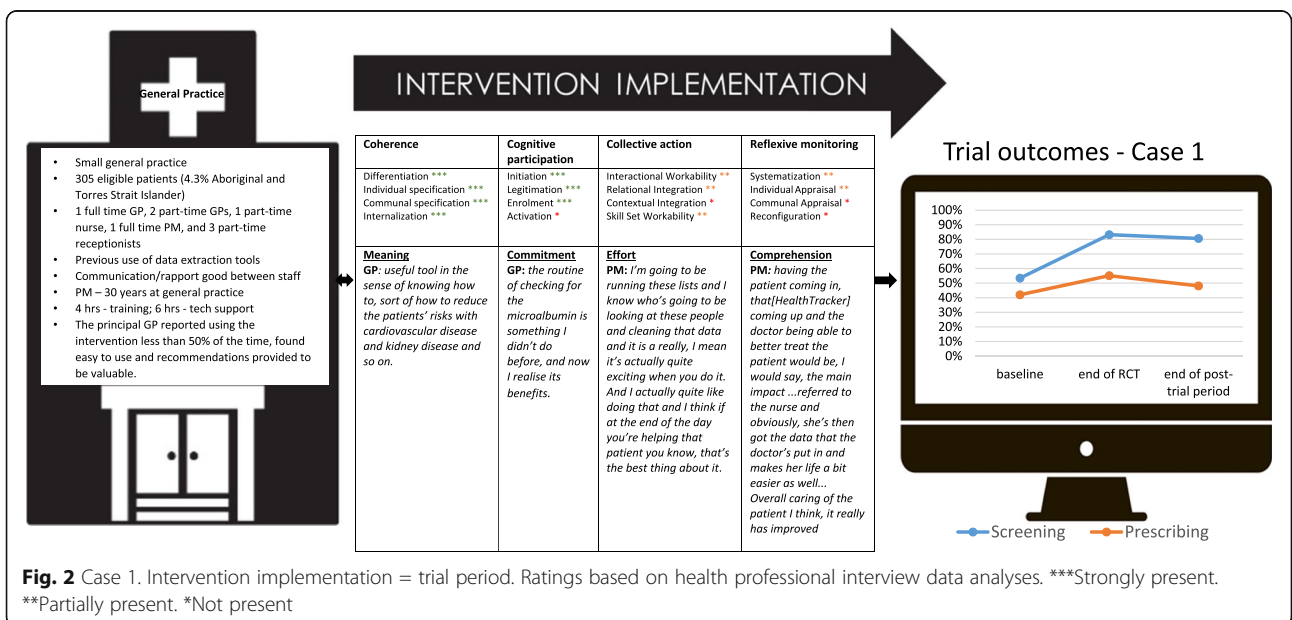 General Practice
• Small general practice
• 305 eligible patients (4.3% Aboriginal and
Torres Strait Islander)
• 1 full time GP, 2 part-time GPs, 1 part-time
nurse, 1 full time PM, and 3 part-time
receptionists
• Previous use of data extraction tools
• Communication/rapport good between staff
• PM – 30 years at general practice
• 4 hrs - training; 6 hrs - tech support
• The principal GP reported using the
intervention less than 50% of the time, found
easy to use and recommendations provided to
be valuable.
INTERVENTION IMPLEMENTATION
Coherence
Differentiation ***
Individual specification ***
Communal specification ***
Internalization ***
Meaning
GP: useful tool in the
sense of knowing how
to, sort of how to reduce
the patients’ risks with
cardiovascular disease
and kidney disease and
so on.
Cognitive
participation
Initiation ***
Legitimation ***
Enrolment ***
Activation *
Commitment
GP: the routine
of checking for
the
microalbumin is
something I
didn’t do
before, and now
I realise its
benefits.
Collective action
Interactional Workability **
Relational Integration **
Contextual Integration *
Skill Set Workability **
Effort
PM: I’m going to be
running these lists and I
know who’s going to be
looking at these people
and cleaning that data
and it is a really, I mean
it’s actually quite
exciting when you do it.
And I actually quite like
doing that and I think if
at the end of the day
you’re helping that
patient you know, that’s
the best thing about it.
Reflexive monitoring
Systematization **
Individual Appraisal **
Communal Appraisal *
Reconfiguration *
Comprehension
PM: having the
patient coming in,
that[HealthTracker]
coming up and the
doctor being able to
better treat the
patient would be, I
would say, the main
impact ...referred to
the nurse and
obviously, she’s then
got the data that the
doctor’s put in and
makes her life a bit
easier as well...
Overall caring of the
patient I think, it really
has improved
Trial outcomes - Case 1
100%
90%
80%
70%
60%
50%
40%
30%
20%
10%
0%
baseline
end of RCT
end of post-
trial period
Screening
Prescribing
Fig. 2 Case 1. Intervention implementation = trial period. Ratings based on health professional interview data analyses. ***Strongly present.
**Partially present. *Not present